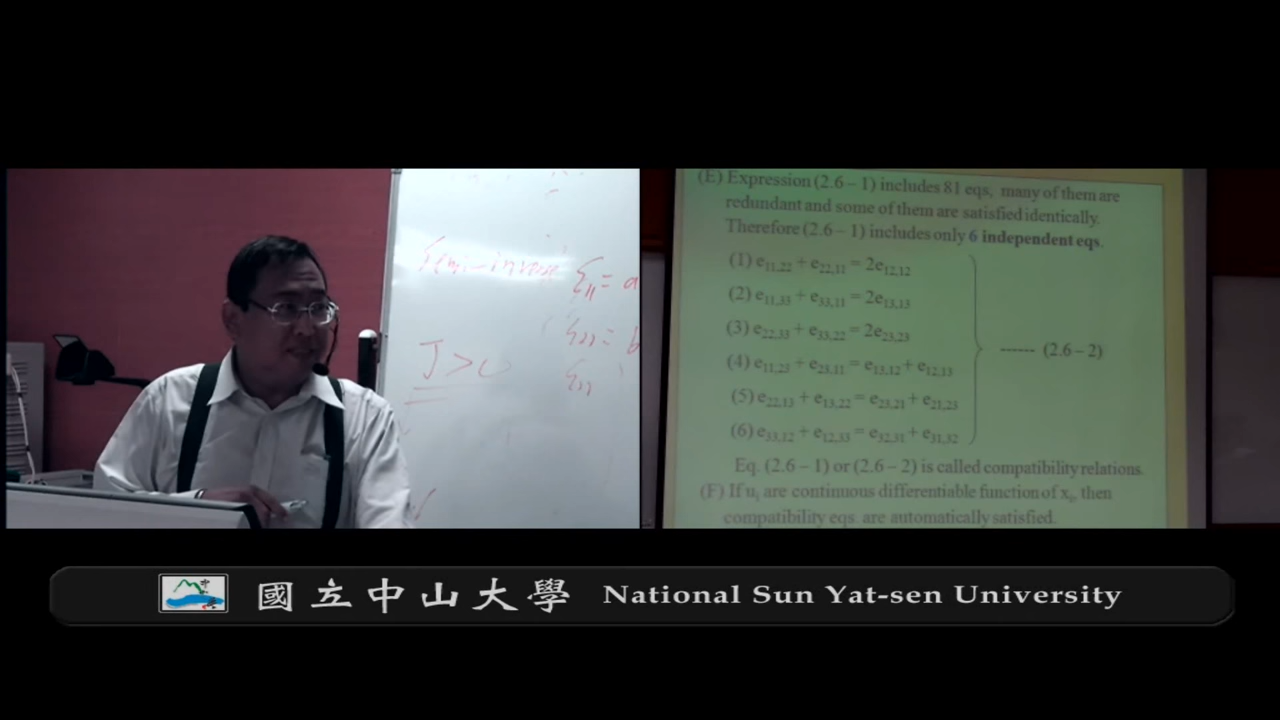 Semi-inverse
ε11 = a
J > 0
(E) Expression (2.6 – 1) includes 81 eqs, many of them are
redundant and some of them are satisfied identically.
Therefore (2.6 – 1) includes only 6 independent eqs.
(1) e11,22 + e22,11 = 2e12,12
(2) e11,33 + e33,11 = 2e13,13
(3) e22,33 + e33,22 = 2e23,23
(4) e11,23 + e23,11 = e13,12 + e12,13
------ (2.6 – 2)
(5) e22,13 + e13,22 = e23,21 + e21,23
(6) e33,12 + e12,33 = e32,31 + e31,32
Eq. (2.6 – 1) or (2.6 – 2) is called compatibility relations.
(F) If ui are continuous differentiable function of xi, then
compatibility eqs. are automatically satisfied.
國立中山大學 National Sun Yat-sen University